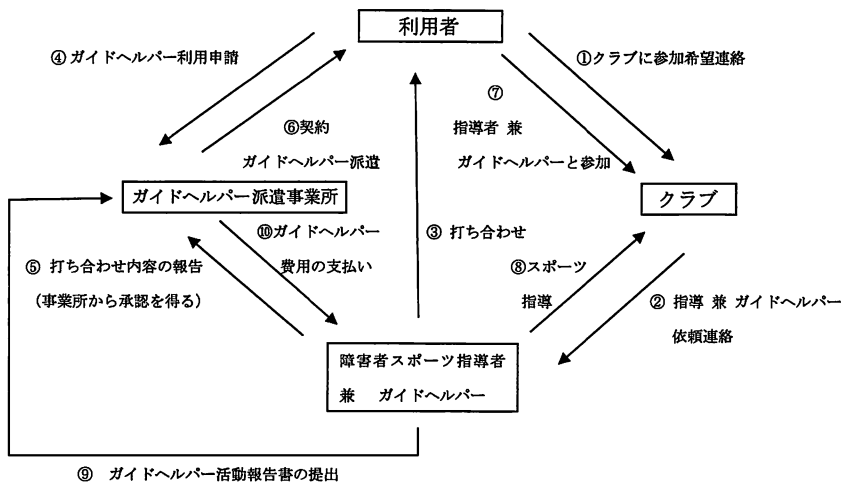 利用者
④ガイドヘルパー利用申請
①クラブに参加希望連絡
⑦
指導者 兼
ガイドヘルパーと参加
⑥契約
ガイドヘルパー派遣
ガイドヘルパー派遣事業所
クラブ
⑩ガイドヘルパー
費用の支払い
③ 打ち合わせ
⑤ 打ち合わせ内容の報告
（事業所から承認を得る）
⑧スポーツ
指導
② 指導 兼 ガイドヘルパー
依頼連絡
障害者スポーツ指導者
兼 ガイドヘルパー
⑨ ガイドヘルパー活動報告書の提出